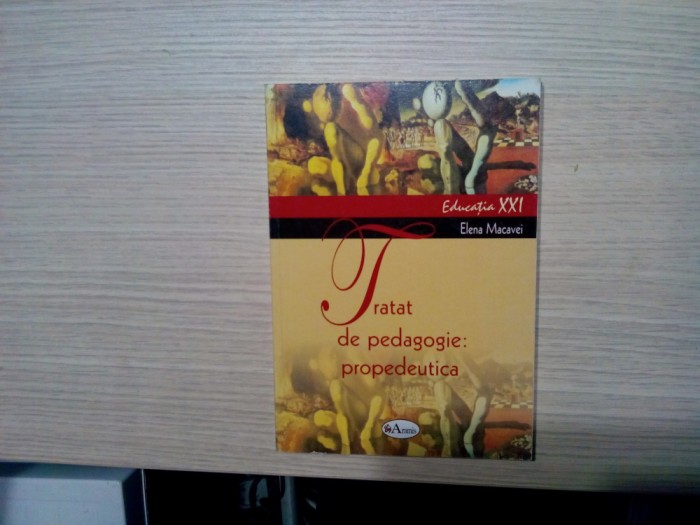 Educația XXI
Elena Macavei
Tratat
de pedagogie:
propedeutica
Aramis